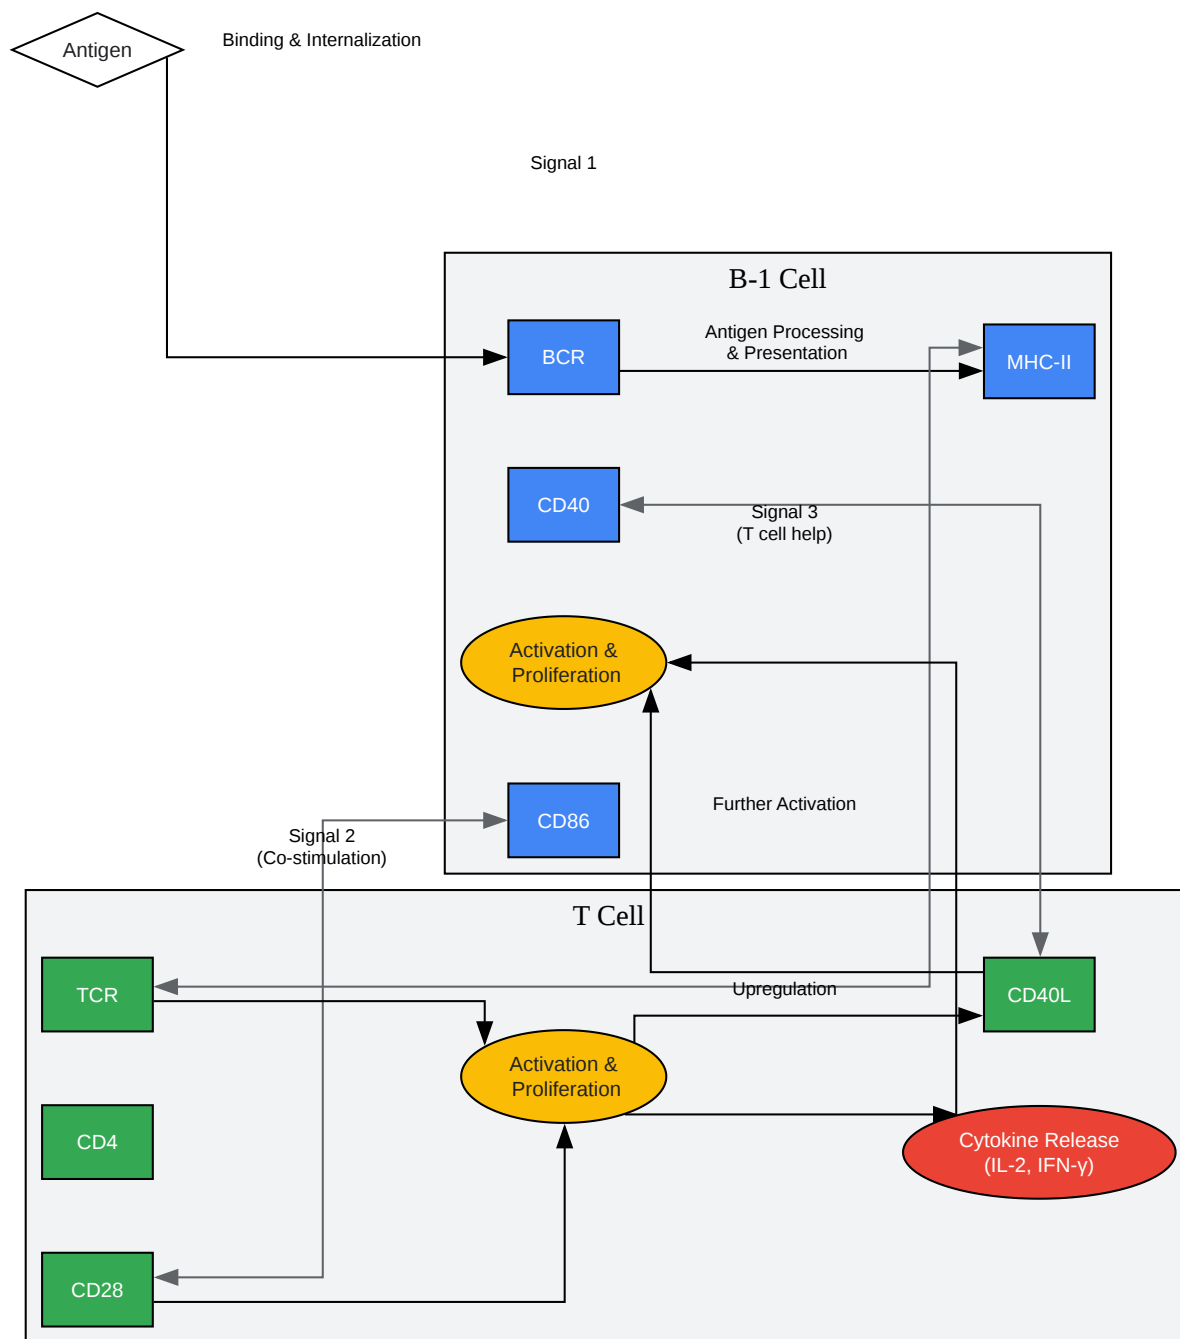 Antigen
Binding & Internalization
Signal 1
B-1 Cell
BCR
Antigen Processing
& Presentation
MHC-II
CD40
Signal 3
(T cell help)
Activation &
Proliferation
CD86
Further Activation
Signal 2
(Co-stimulation)
T Cell
TCR
Upregulation
CD40L
Activation &
Proliferation
CD4
Cytokine Release
(IL-2, IFN-γ)
CD28